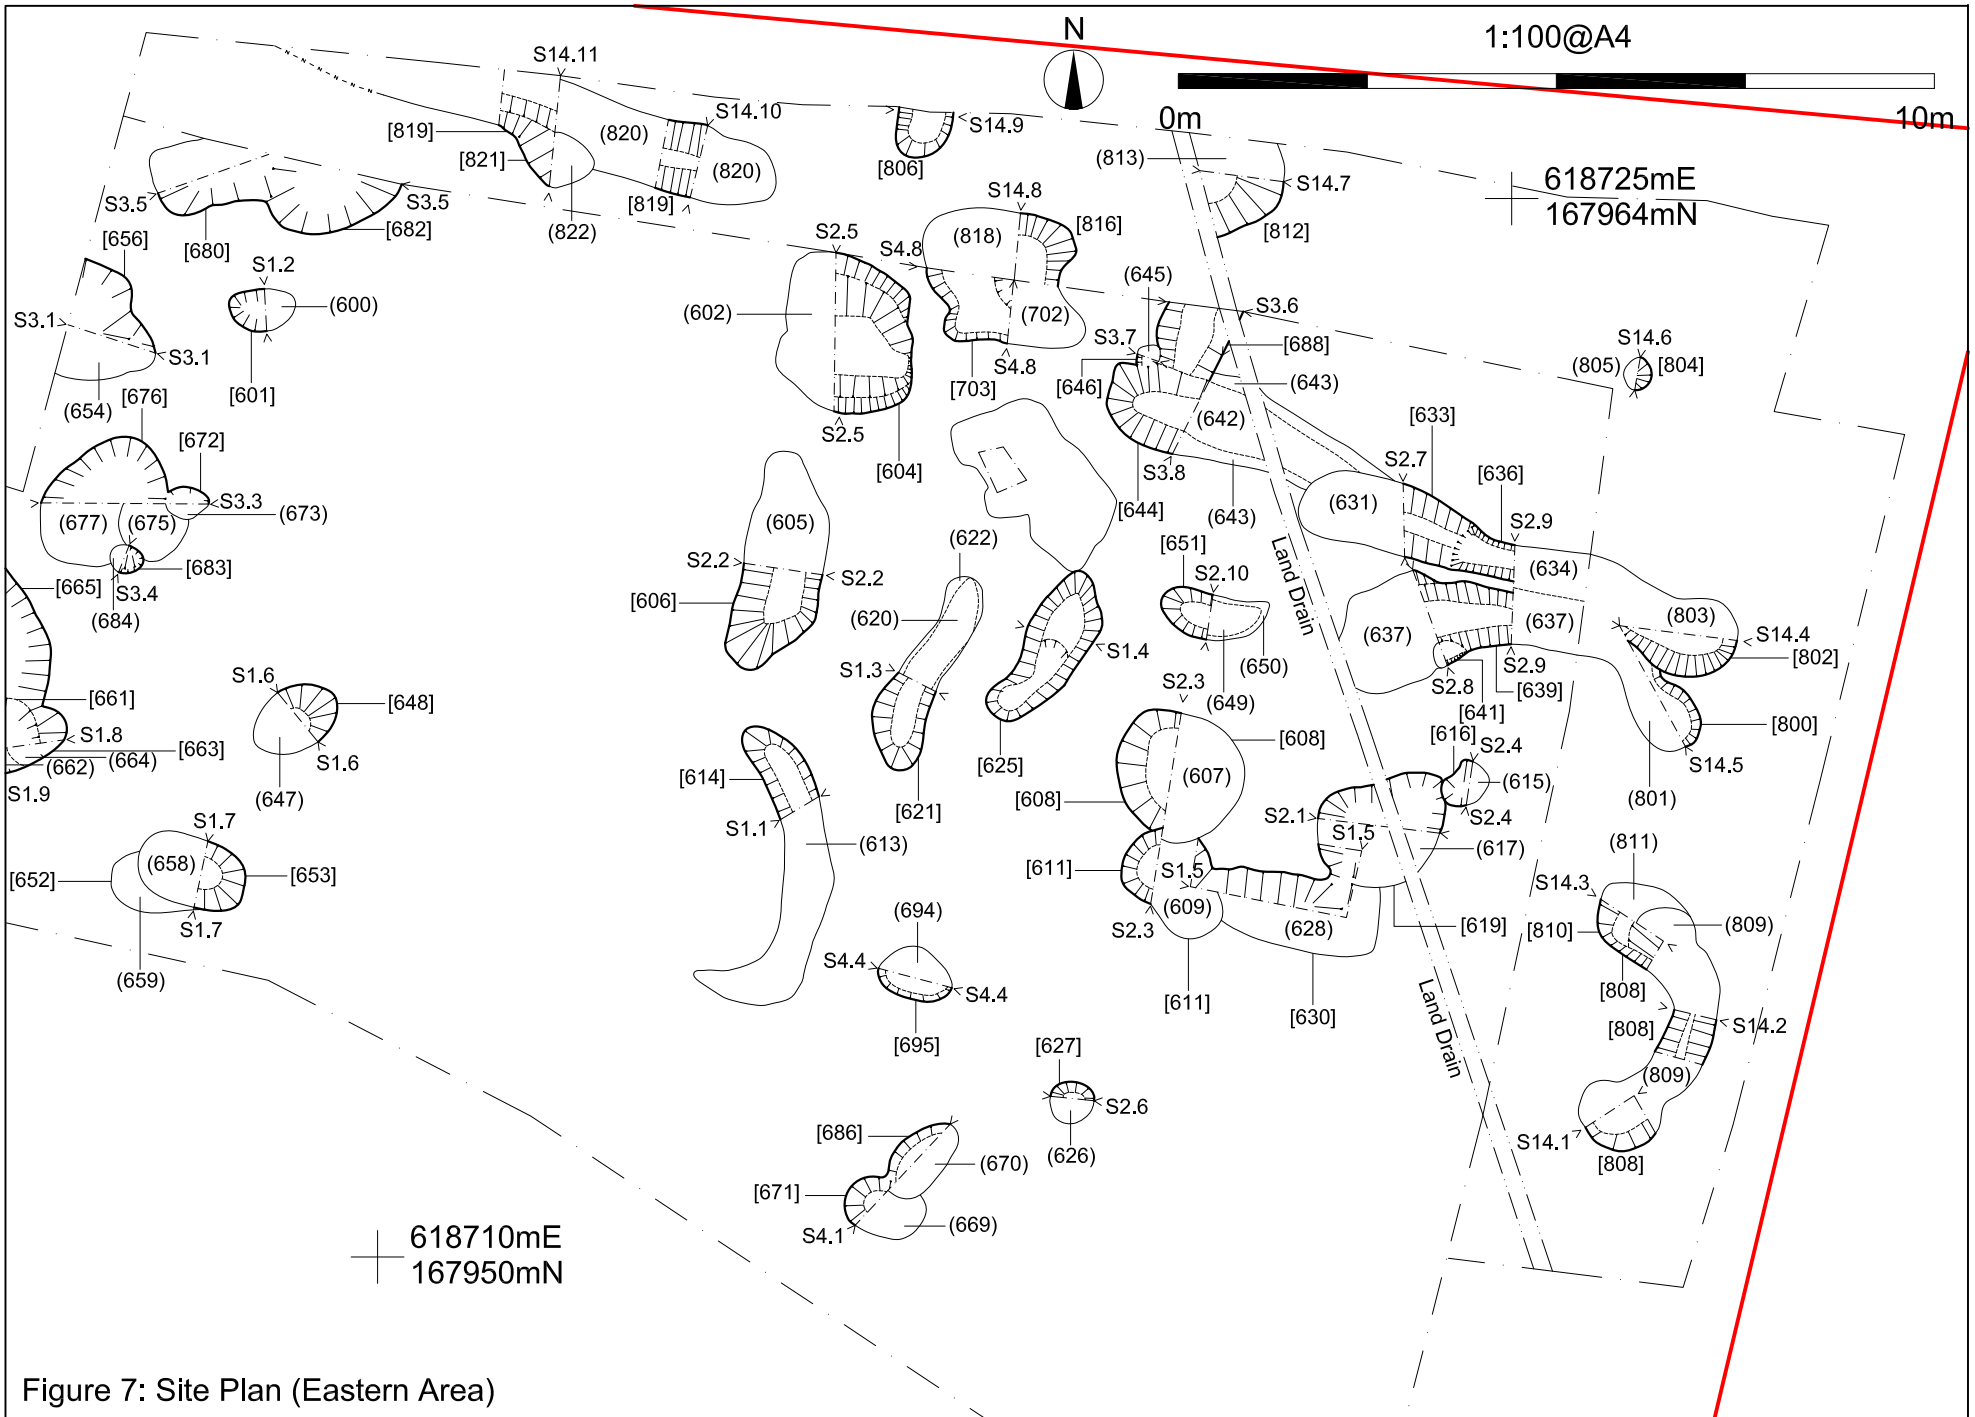 N
1:100@A4
0m
10m
618725mE
167964mN
S14.11
S14.10
S14.9
[819]
(820)
[821]
(820)
[806]
(813)
S14.7
[812]
S3.5
S3.5
[680]
[682]
[819]
(822)
S14.8
[816]
(818)
S2.5
S4.8
[656]
S1.2
(600)
S3.1
S3.1
[601]
(654)
(602)
(702)
(645)
S3.6
S3.7
[688]
[703]
S4.8
[646]
(643)
(642)
S14.6
(805)
[804]
[676]
[672]
S2.5
[604]
S3.8
[633]
S2.7
[636]
S3.3
(673)
(677)
(675)
[683]
S3.4
(684)
(605)
[644]
(643)
(631)
S2.9
(634)
S2.2
S2.2
[606]
(622)
(620)
[651]
S2.10
Land Drain
(637)
(637)
(803)
S14.4
[802]
[665]
S1.3
S1.4
(650)
(649)
S2.3
S2.8
S2.9
[639]
[641]
[800]
S14.5
(801)
[661]
S1.8
[663]
(664)
(662)
S1.9
S1.6
[648]
S1.6
(647)
[614]
[621]
[625]
[608]
(607)
[608]
[616]
S2.4
(615)
S2.4
S2.1
S1.5
(617)
S1.1
(613)
S1.7
(658)
[652]
[653]
S1.7
(659)
[611]
S1.5
(609)
S2.3
(628)
[619]
[611]
[630]
(811)
S14.3
[810]
(809)
[808]
(694)
S4.4
S4.4
[695]
Land Drain
[808]
S14.2
(809)
S14.1
[808]
[627]
S2.6
(626)
[686]
(670)
[671]
(669)
S4.1
618710mE
167950mN
Figure 7: Site Plan (Eastern Area)